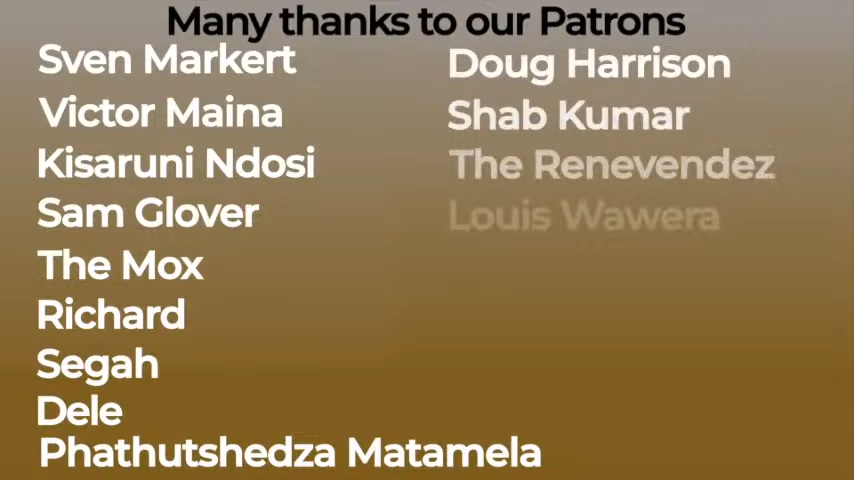 Many thanks to our Patrons
Sven Markert
Victor Maina
Kisaruni Ndosi
Sam Glover
The Mox
Richard
Segah
Dele
Phathutshedza Matamela
Doug Harrison
Shab Kumar
The Renevendez
Louis Wawera